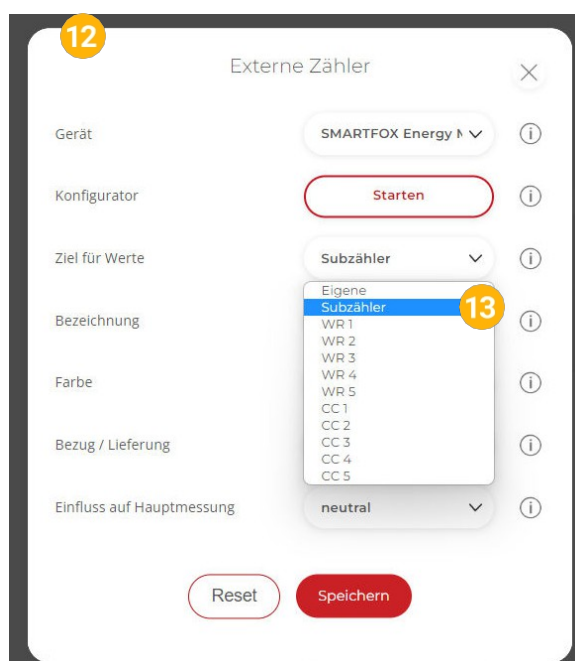 12
Externe Zähler
Gerät
SMARTFOX Energy
Konfigurator
Starten
Ziel für Werte
Subzähler
Eigene
Subzähler
13
Bezeichnung
WR 1
WR 2
WR 3
Farbe
WR 4
WR 5
CC 1
CC 2
Bezug / Lieferung
CC 3
CC 4
CC 5
Einfluss auf Hauptmessung
neutral
Reset
Speichern